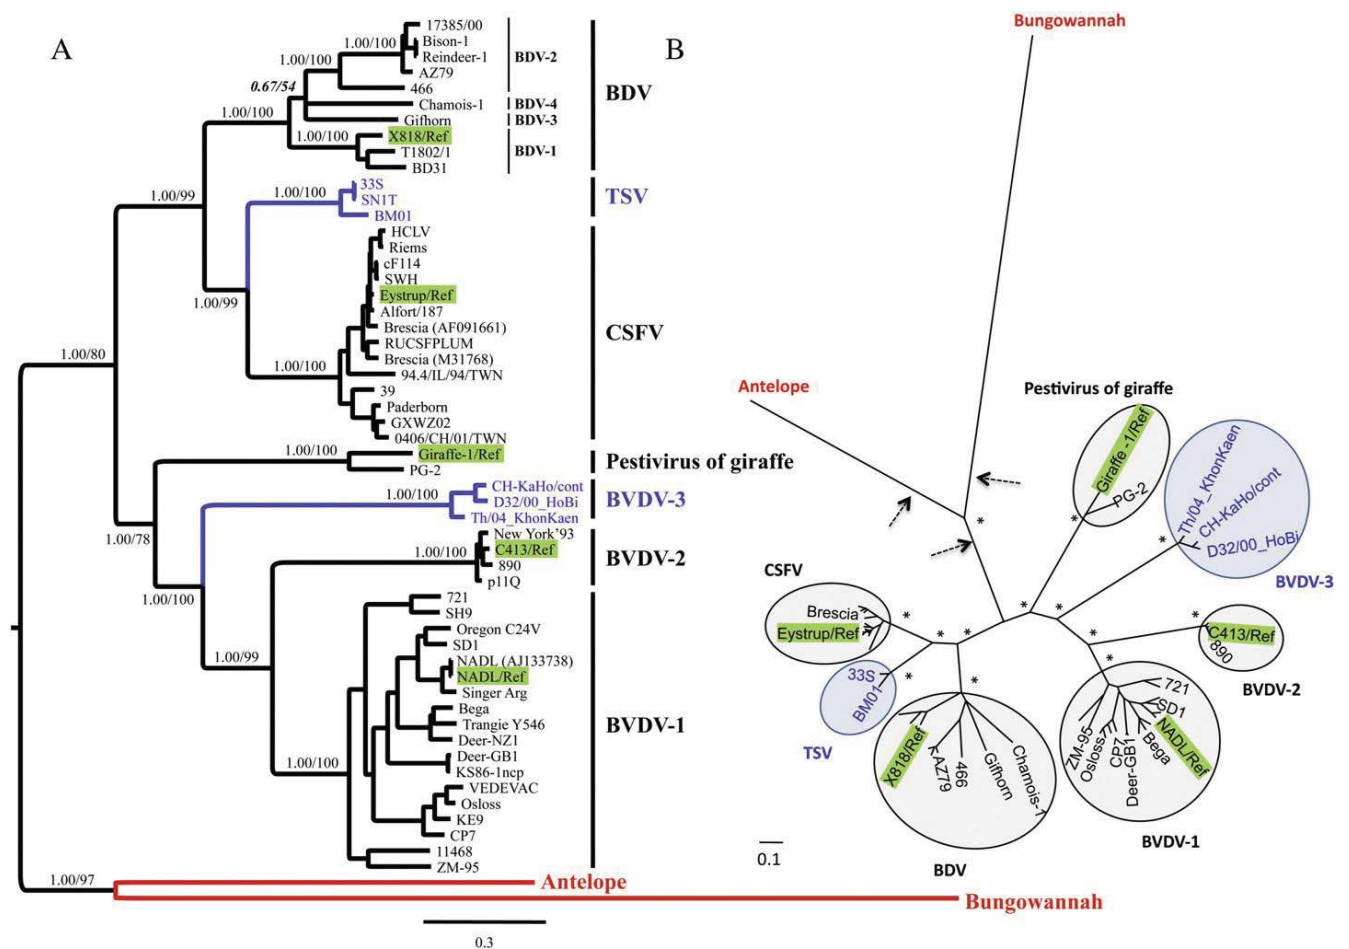 A
17385/00
1.00/100
Bison-1
1.00/100
Reindeer-1
BDV-2
AZ79
0.67/54
466
BDV
Chamois-1
BDV-4
1.00/100
Gifhorn
BDV-3
1.00/100
X818/Ref
T1802/1
BDV-1
BD31
33S
1.00/99
1.00/100
SN1T
TSV
BM01
HCLV
Riems
cF114
SWH
1.00/99
Eystrup/Ref
Alfort/187
Brescia (AF091661)
CSFV
RUCSFPLUM
1.00/80
Brescia (M31768)
1.00/100
94.4/IL/94/TWN
39
Paderborn
GXWZ02
0406/CH/01/TWN
1.00/100
Giraffe-1/Ref
PG-2
Pestivirus of giraffe
CH-KaHo/cont
1.00/100
D32/00_HoBi
BVDV-3
Th/04_KhonKaen
1.00/78
New York'93
1.00/100
C413/Ref
890
BVDV-2
p11Q
1.00/100
721
SH9
Oregon C24V
SD1
1.00/99
NADL (AJ133738)
NADL/Ref
Singer Arg
Bega
Trangie Y546
BVDV-1
Deer-NZ1
Deer-GB1
1.00/100
KS86-1ncp
VEDEVAC
Osloss
KE9
CP7
11468
ZM-95
1.00/97
Antelope
Bungowannah
0.3
B
Bungowannah
Antelope
Pestivirus of giraffe
Giraffe -1/Ref
PG-2
Th/04_KhonKaen
CH-KaHo/cont
D32/00_HoBi
BVDV-3
*
*
*
*
*
*
*
*
*
*
*
*
*
CSFV
Brescia
Eystrup/Ref
33S
BM01
TSV
C413/Ref
890
BVDV-2
X818/Ref
AZ79
466
Gifhorn
Chamois-1
BDV
ZM-95
Osloss
CP7
Deer-GB1
Bega
NADL/Ref
SD1
721
BVDV-1
0.1